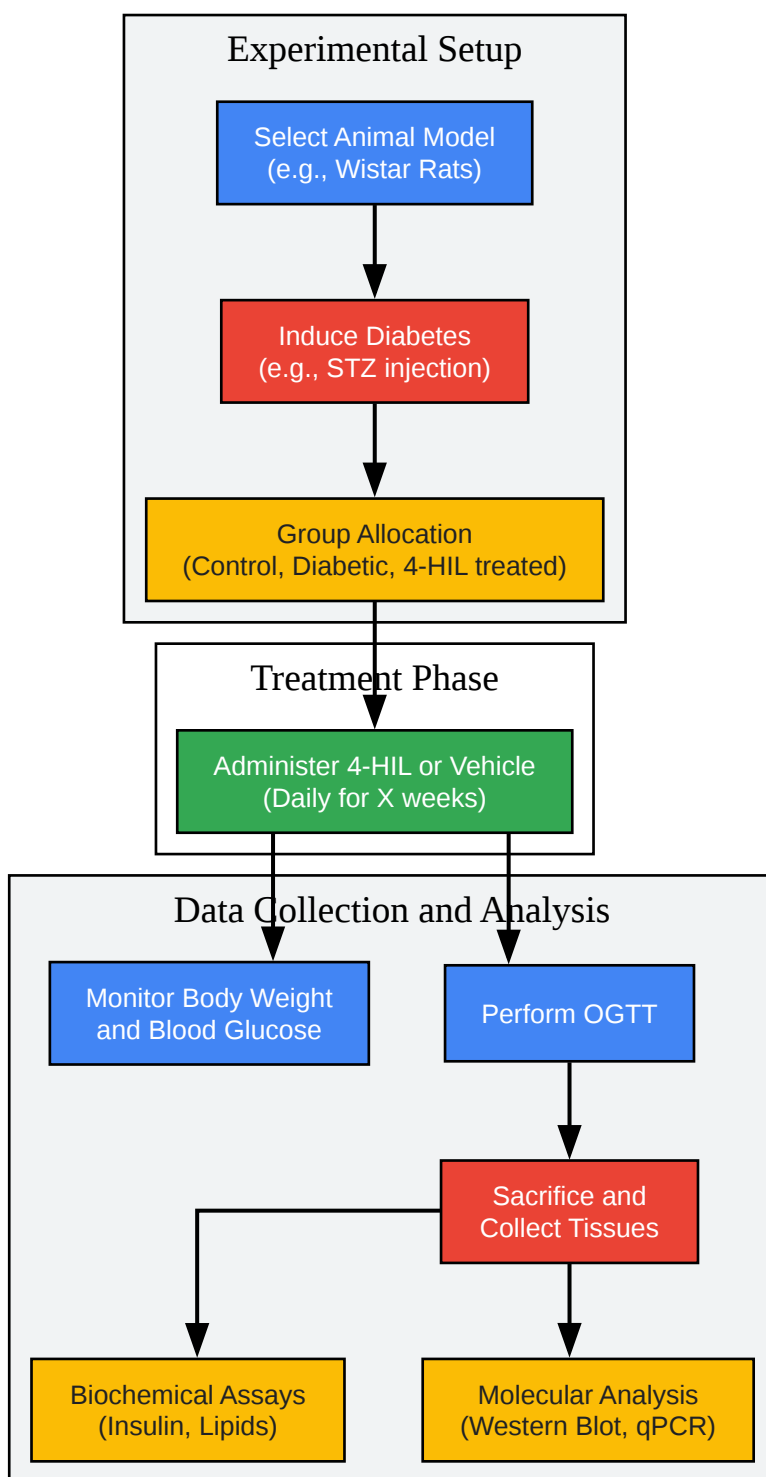 Experimental Setup
Select Animal Model
(e.g., Wistar Rats)
Induce Diabetes
(e.g., STZ injection)
Group Allocation
(Control, Diabetic, 4-HIL treated)
Treatment Phase
Administer 4-HIL or Vehicle
(Daily for X weeks)
Data Collection and Analysis
Monitor Body Weight
and Blood Glucose
Perform OGTT
Sacrifice and
Collect Tissues
Biochemical Assays
(Insulin, Lipids)
Molecular Analysis
(Western Blot, qPCR)